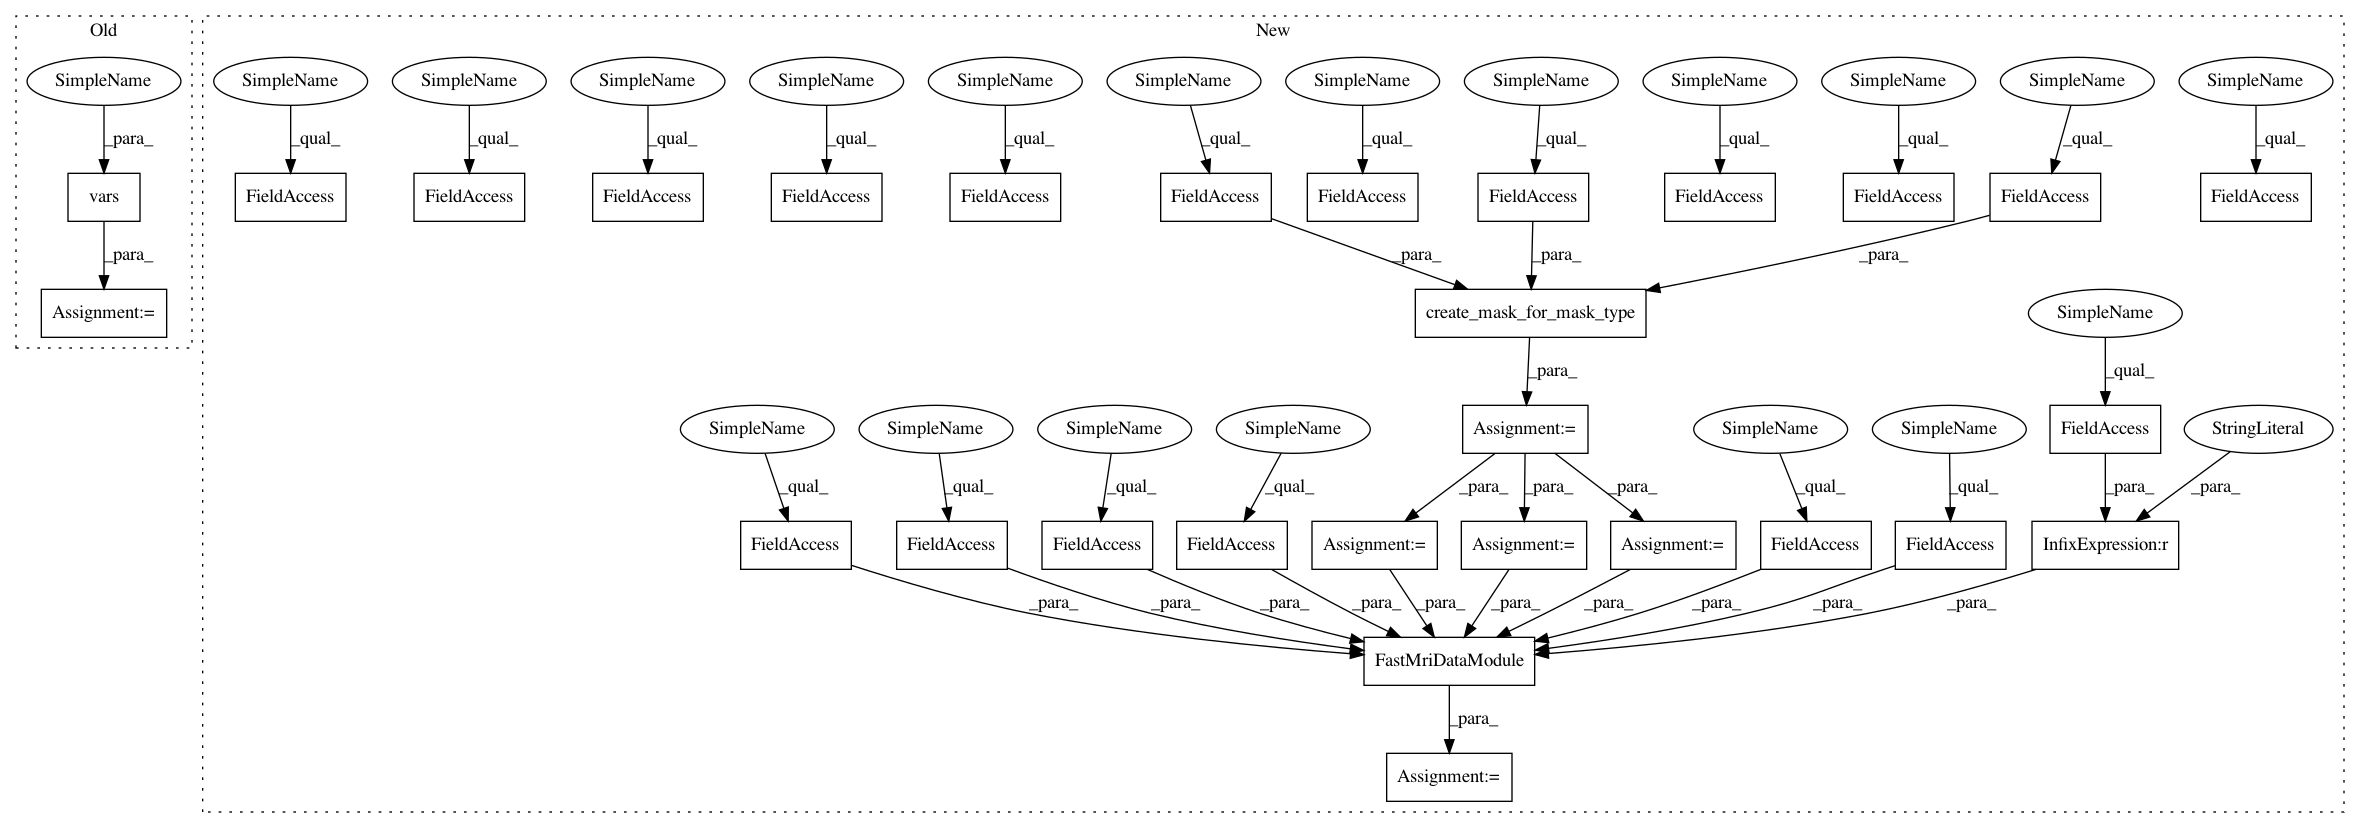 Old
New
SimpleName
SimpleName
SimpleName
SimpleName
SimpleName
SimpleName
SimpleName
SimpleName
SimpleName
SimpleName
SimpleName
SimpleName
SimpleName
_para_
_qual_
_qual_
_qual_
_qual_
_qual_
_qual_
_qual_
_qual_
_qual_
_qual_
_qual_
_qual_
vars
FieldAccess
FieldAccess
FieldAccess
FieldAccess
FieldAccess
FieldAccess
FieldAccess
FieldAccess
FieldAccess
FieldAccess
FieldAccess
FieldAccess
_para_
_para_
_para_
_para_
Assignment:=
create_mask_for_mask_type
SimpleName
_para_
_qual_
SimpleName
SimpleName
SimpleName
SimpleName
Assignment:=
SimpleName
SimpleName
FieldAccess
StringLiteral
_qual_
_qual_
_qual_
_qual_
_para_
_para_
_para_
_qual_
_qual_
_para_
_para_
FieldAccess
FieldAccess
FieldAccess
FieldAccess
Assignment:=
Assignment:=
Assignment:=
FieldAccess
FieldAccess
InfixExpression:r
_para_
_para_
_para_
_para_
_para_
_para_
_para_
_para_
_para_
_para_
FastMriDataModule
_para_
Assignment:=